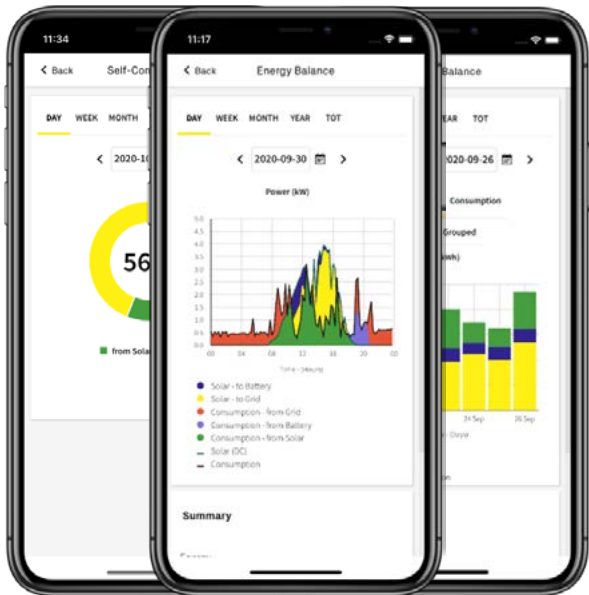 11:34
Back Self-Con
DAY WEEK MONTH
2020-10
56
from Sola
11:17
Back Energy Balance
DAY WEEK MONTH YEAR TOT
2020-09-30
Power (kW)
5.0
4.5
4.0
3.5
3.0
2.5
2.0
1.5
1.0
0.5
0.0
00 04 08 12 16 20 00
Time - (Hours)
Solar - to Battery
Solar - to Grid
Consumption - from Grid
Consumption - from Battery
Consumption - from Solar
Solar (DC)
Consumption
Summary
Balance
EAR TOT
020-09-26
Consumption
Grouped
Wh)
24 Sep 26 Sep
- Days
on